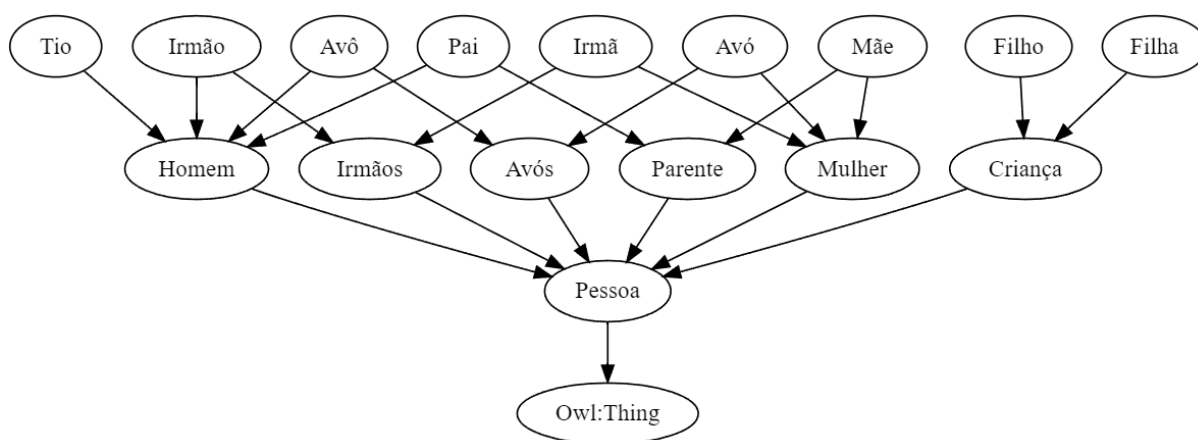 Tio
Irmão
Avô
Pai
Irmã
Avó
Mãe
Filho
Filha
Homem
Irmãos
Avós
Parente
Mulher
Criança
Pessoa
Owl:Thing